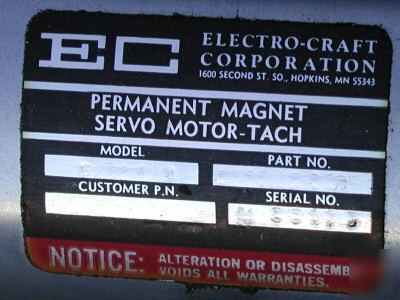 EC
ELECTRO-CRAFT
CORPORATION
1600 SECOND ST. SO., HOPKINS, MN 55343
PERMANENT MAGNET
SERVO MOTOR-TACH
MODEL
PART NO.
CUSTOMER P.N.
SERIAL NO.
NOTICE:
ALTERATION OR DISASSEMB
VOIDS ALL WARRANTIES.